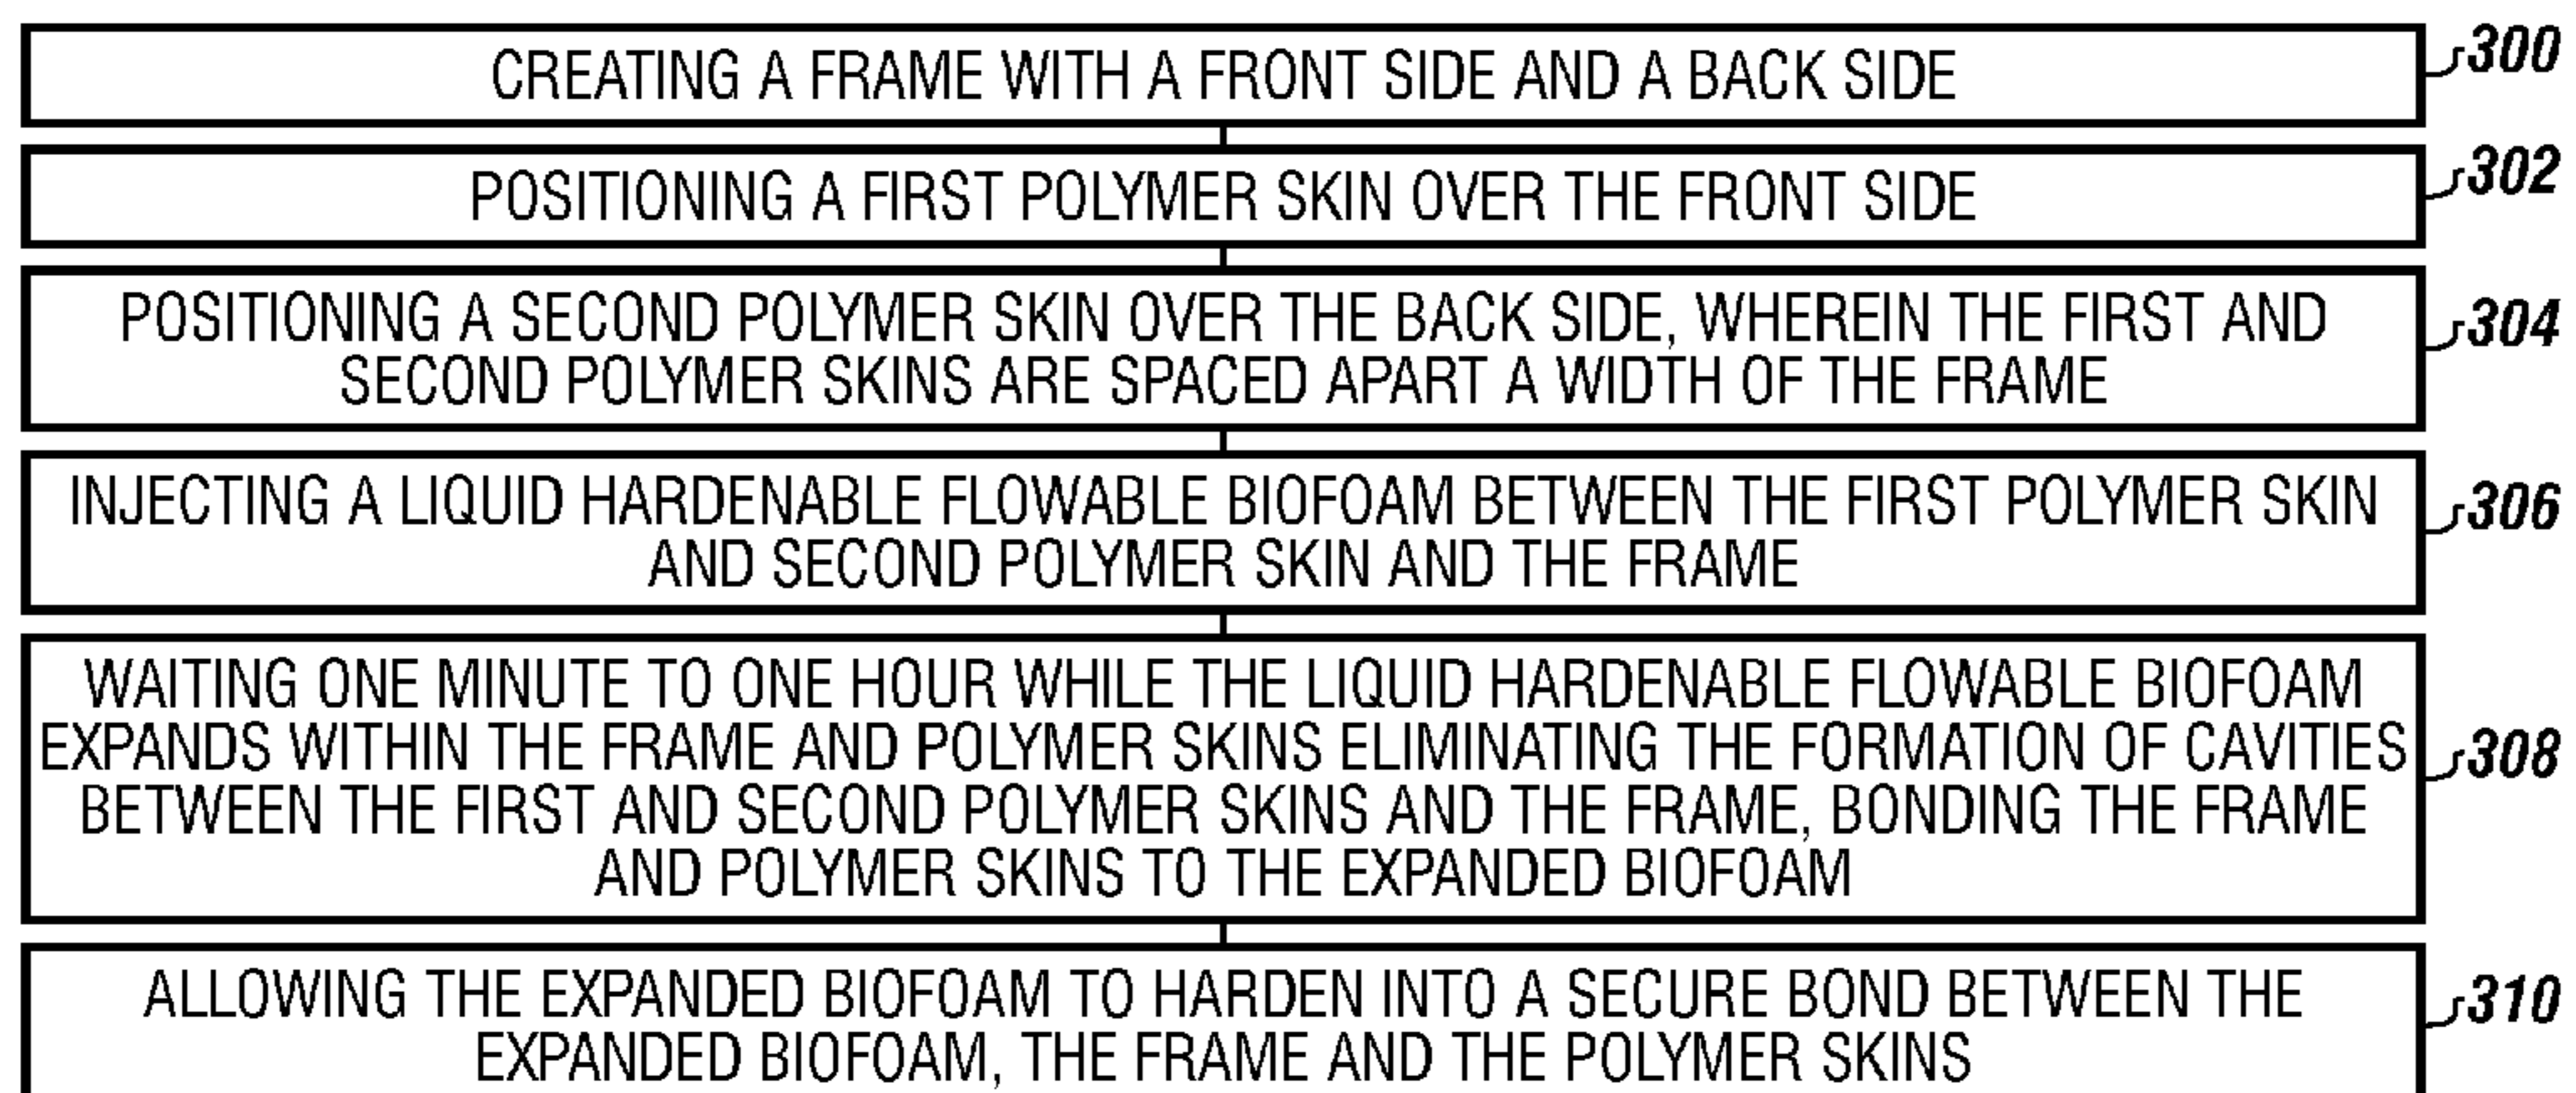 CREATING A FRAME WITH A FRONT SIDE AND A BACK SIDE
300
POSITIONING A FIRST POLYMER SKIN OVER THE FRONT SIDE
302
POSITIONING A SECOND POLYMER SKIN OVER THE BACK SIDE, WHEREIN THE FIRST AND
SECOND POLYMER SKINS ARE SPACED APART A WIDTH OF THE FRAME
304
INJECTING A LIQUID HARDENABLE FLOWABLE BIOFOAM BETWEEN THE FIRST POLYMER SKIN
AND SECOND POLYMER SKIN AND THE FRAME
306
WAITING ONE MINUTE TO ONE HOUR WHILE THE LIQUID HARDENABLE FLOWABLE BIOFOAM
EXPANDS WITHIN THE FRAME AND POLYMER SKINS ELIMINATING THE FORMATION OF CAVITIES
BETWEEN THE FIRST AND SECOND POLYMER SKINS AND THE FRAME, BONDING THE FRAME
AND POLYMER SKINS TO THE EXPANDED BIOFOAM
308
ALLOWING THE EXPANDED BIOFOAM TO HARDEN INTO A SECURE BOND BETWEEN THE
EXPANDED BIOFOAM, THE FRAME AND THE POLYMER SKINS
310